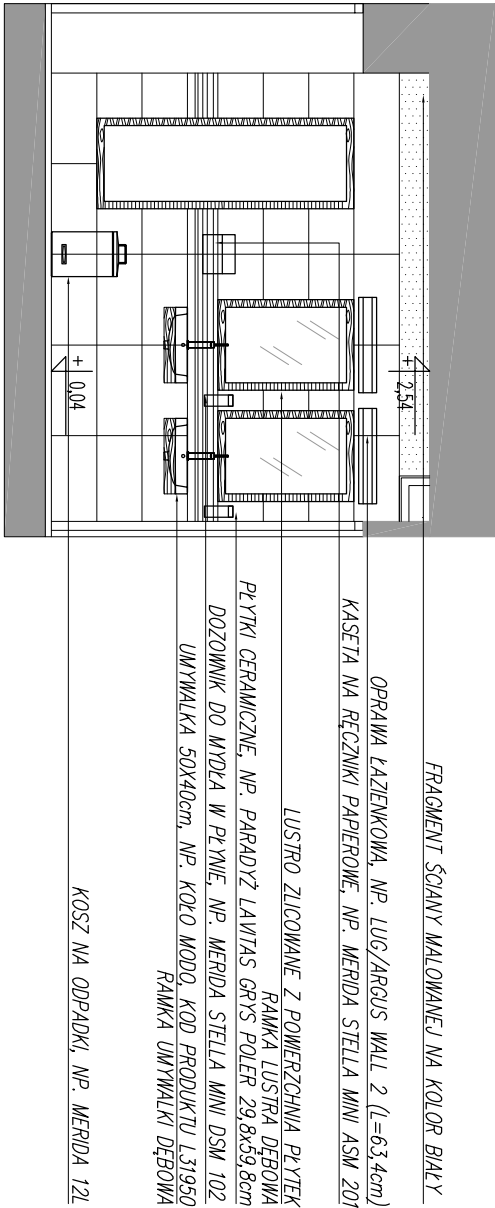 + 2,54
+ 0,04
FRAGMENT ŚCIANY MALOWANEJ NA KOLOR BIAŁY
OPRAWA ŁAZIENKOWA, NP. LUG/ARGUS WALL 2 (L=63,4cm)
KASETA NA RĘCZNIKI PAPIEROWE, NP. MERIDA STELLA MINI ASM 201
LUSTRO ZLICOWANE Z POWIERZCHNIA PŁYTEK
RAMKA LUSTRA DĘBOWA
PŁYTKI CERAMICZNE, NP. PARADYŻ LAVITAS GRYS POLER 29,8x59,8cm
DOZOWNIK DO MYDŁA W PŁYNIE, NP. MERIDA STELLA MINI DSM 102
UMYWALKA 50X40cm, NP. KOŁO MODO, KOD PRODUKTU L31950
RAMKA UMYWALKI DĘBOWA
KOSZ NA ODPADKI, NP. MERIDA 12L